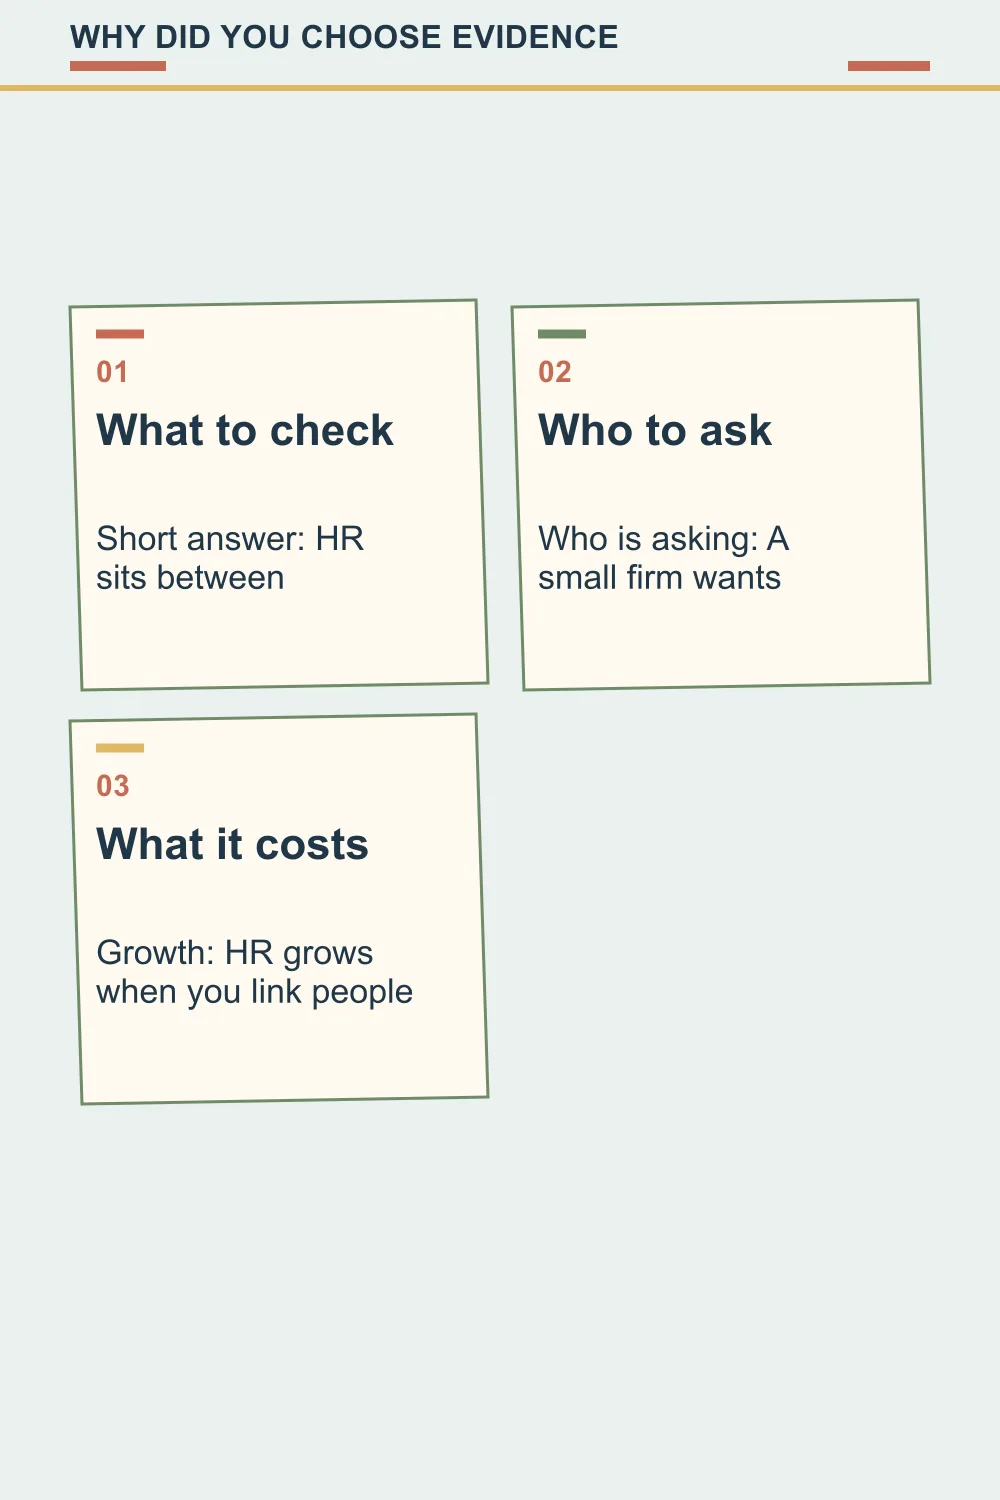 WHY DID YOU CHOOSE EVIDENCE
01
What to check
Short answer: HR
sits between
02
Who to ask
Who is asking: A
small firm wants
03
What it costs
Growth: HR grows
when you link people